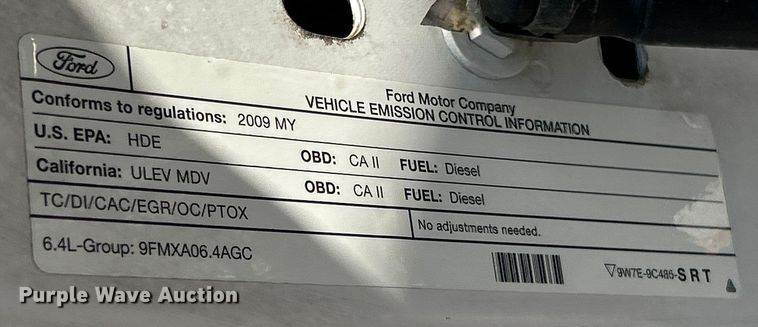 Ford
Ford Motor Company
VEHICLE EMISSION CONTROL INFORMATION
Conforms to regulations: 2009 MY
U.S. EPA: HDE OBD: CA II FUEL: Diesel
California: ULEV MDV OBD: CA II FUEL: Diesel
TC/DI/CAC/EGR/OC/PTOX No adjustments needed.
6.4L-Group: 9FMXA06.4AGC
9W7E-9C485-SRT
Purple Wave Auction